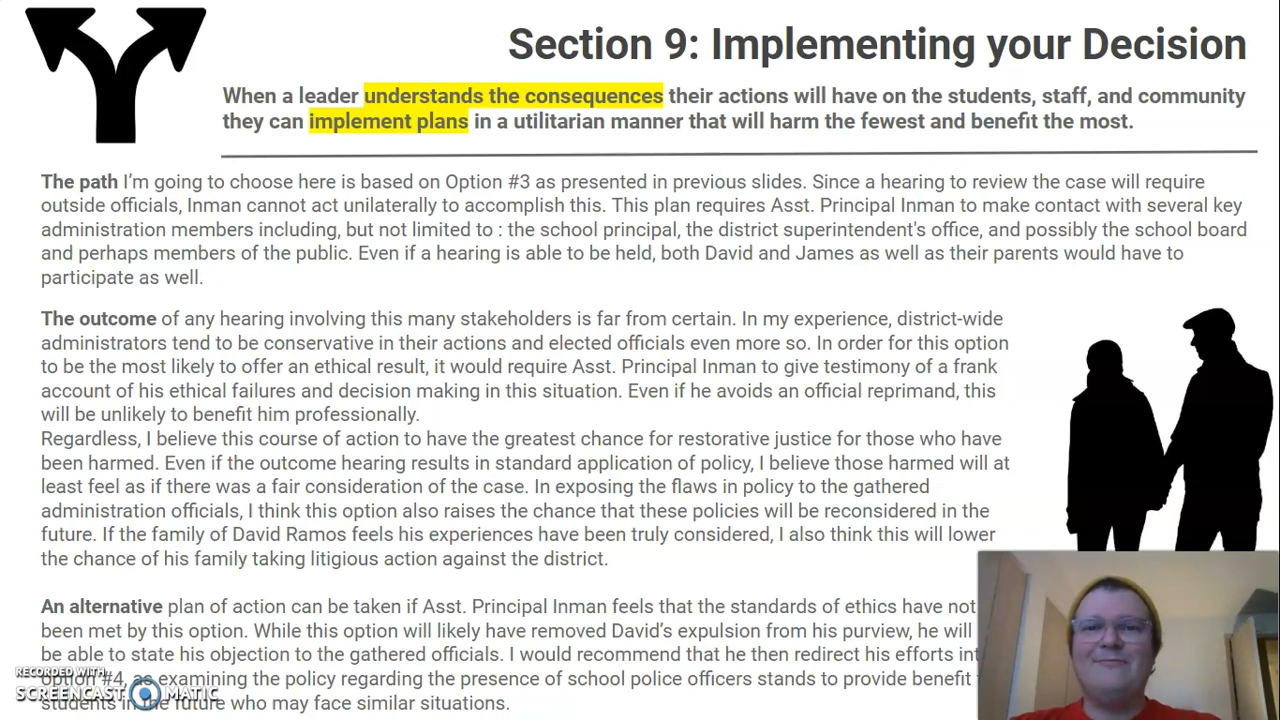 Section 9: Implementing your Decision
When a leader understands the consequences their actions will have on the students, staff, and community
they can implement plans in a utilitarian manner that will harm the fewest and benefit the most.
The path I'm going to choose here is based on Option #3 as presented in previous slides. Since a hearing to review the case will require
outside officials, Inman cannot act unilaterally to accomplish this. This plan requires Asst. Principal Inman to make contact with several key
administration members including, but not limited to : the school principal, the district superintendent's office, and possibly the school board
and perhaps members of the public. Even if a hearing is able to be held, both David and James as well as their parents would have to
participate as well.
The outcome of any hearing involving this many stakeholders is far from certain. In my experience, district-wide
administrators tend to be conservative in their actions and elected officials even more so. In order for this option
to be the most likely to offer an ethical result, it would require Asst. Principal Inman to give testimony of a frank
account of his ethical failures and decision making in this situation. Even if he avoids an official reprimand, this
will be unlikely to benefit him professionally.
Regardless, I believe this course of action to have the greatest chance for restorative justice for those who have
been harmed. Even if the outcome hearing results in standard application of policy, I believe those harmed will at
least feel as if there was a fair consideration of the case. In exposing the flaws in policy to the gathered
administration officials, I think this option also raises the chance that these policies will be reconsidered in the
future. If the family of David Ramos feels his experiences have been truly considered, I also think this will lower
the chance of his family taking litigious action against the district.
An alternative plan of action can be taken if Asst. Principal Inman feels that the standards of ethics have not
been met by this option. While this option will likely have removed David's expulsion from his purview, he will
be able to state his objection to the gathered officials. I would recommend that he then redirect his efforts
option #4, as examining the policy regarding the presence of school police officers stands to provide benefit
students in the future who may face similar situations.
RECORDED WITH
SCREENCAST MATIC